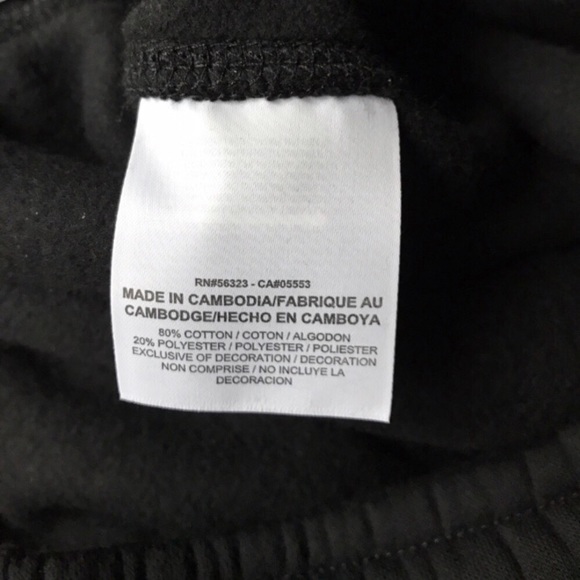 RN#56323 - CA#05553
MADE IN CAMBODIA/FABRIQUE AU
CAMBODGE/HECHO EN CAMBOYA
80% COTTON / COTON / ALGODON
20% POLYESTER / POLYESTER / POLIESTER
EXCLUSIVE OF DECORATION / DECORATION
NON COMPRISE / NO INCLUYE LA
DECORACION